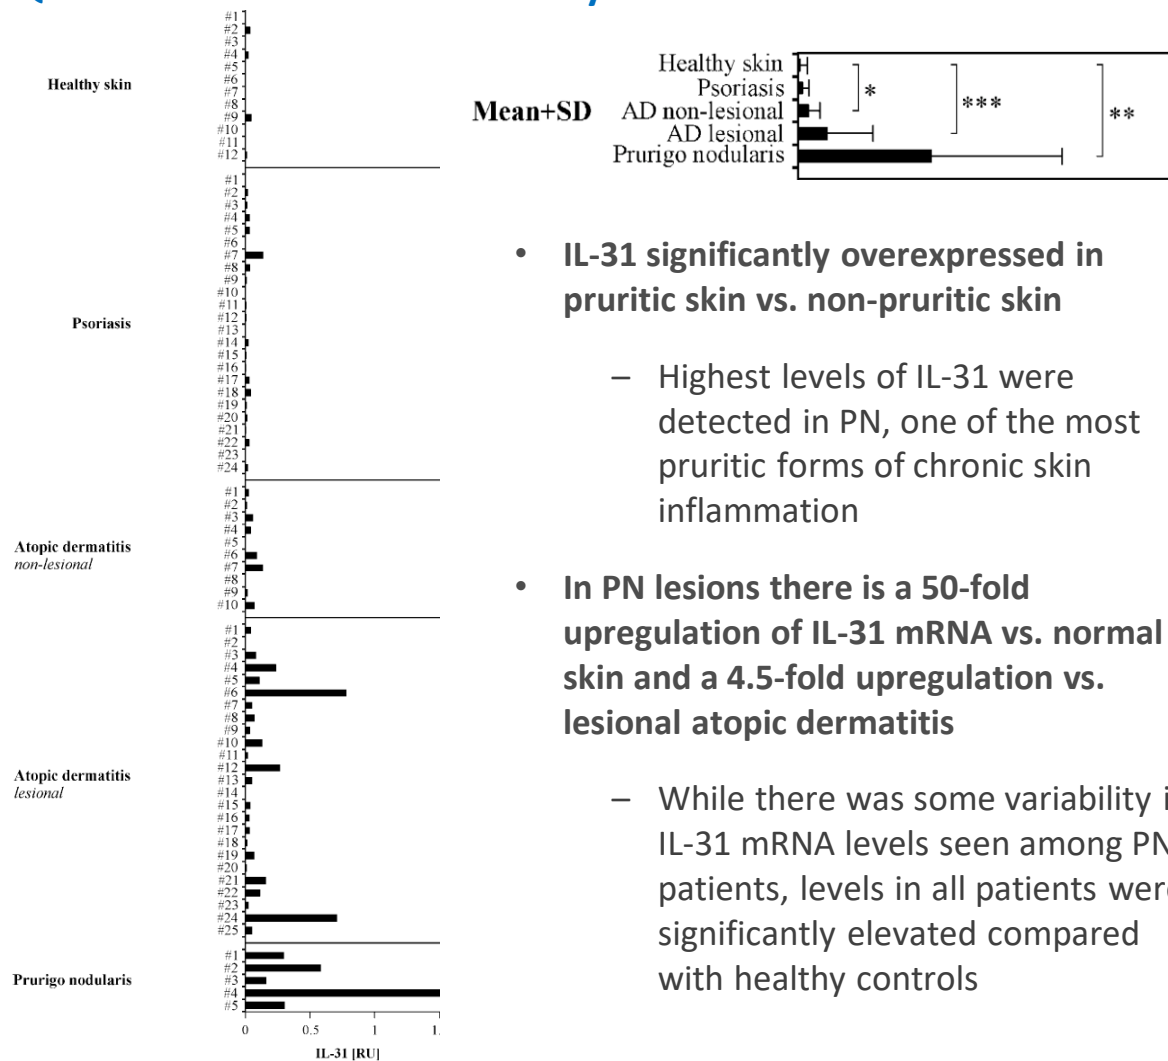 #1
#2
#3
#4
#5
Healthy skin
#6
#7
#8
#9
#10
#11
#12
#1
#2
#3
#4
#5
#6
#7
#8
#9
#10
#11
Psoriasis
#12
#13
#14
#15
#16
#17
#18
#19
#20
#21
#22
#23
#24
#1
#2
#3
#4
Atopic dermatitis
non-lesional
#5
#6
#7
#8
#9
#10
#1
#2
#3
#4
#5
#6
#7
#8
#9
#10
#11
#12
Atopic dermatitis
lesional
#13
#14
#15
#16
#17
#18
#19
#20
#21
#22
#23
#24
#25
Prurigo nodularis
#1
#2
#3
#4
#5
0 0.5 1 1.
IL-31 [RU]
Mean+SD
Healthy skin
Psoriasis
AD non-lesional
AD lesional
Prurigo nodularis
* *** **
• IL-31 significantly overexpressed in
pruritic skin vs. non-pruritic skin
– Highest levels of IL-31 were
detected in PN, one of the most
pruritic forms of chronic skin
inflammation
• In PN lesions there is a 50-fold
upregulation of IL-31 mRNA vs. normal
skin and a 4.5-fold upregulation vs.
lesional atopic dermatitis
– While there was some variability i
IL-31 mRNA levels seen among PN
patients, levels in all patients were
significantly elevated compared
with healthy controls